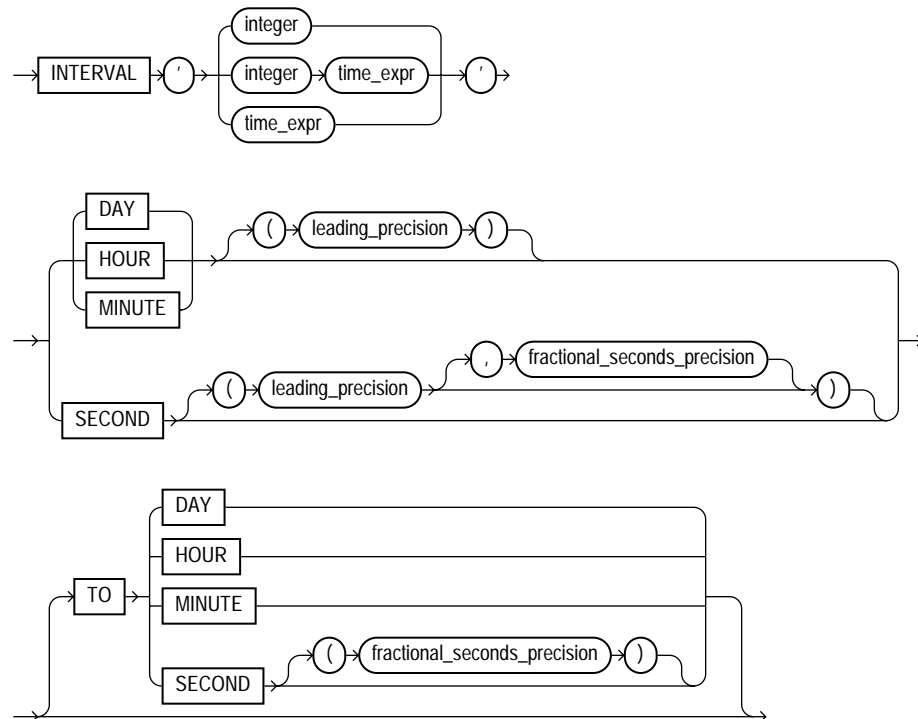 integer
INTERVAL ' integer time_expr '
time_expr
DAY
( leading_precision )
HOUR
MINUTE
, fractional_seconds_precision
( leading_precision )
SECOND
DAY
HOUR
TO MINUTE
( fractional_seconds_precision )
SECOND